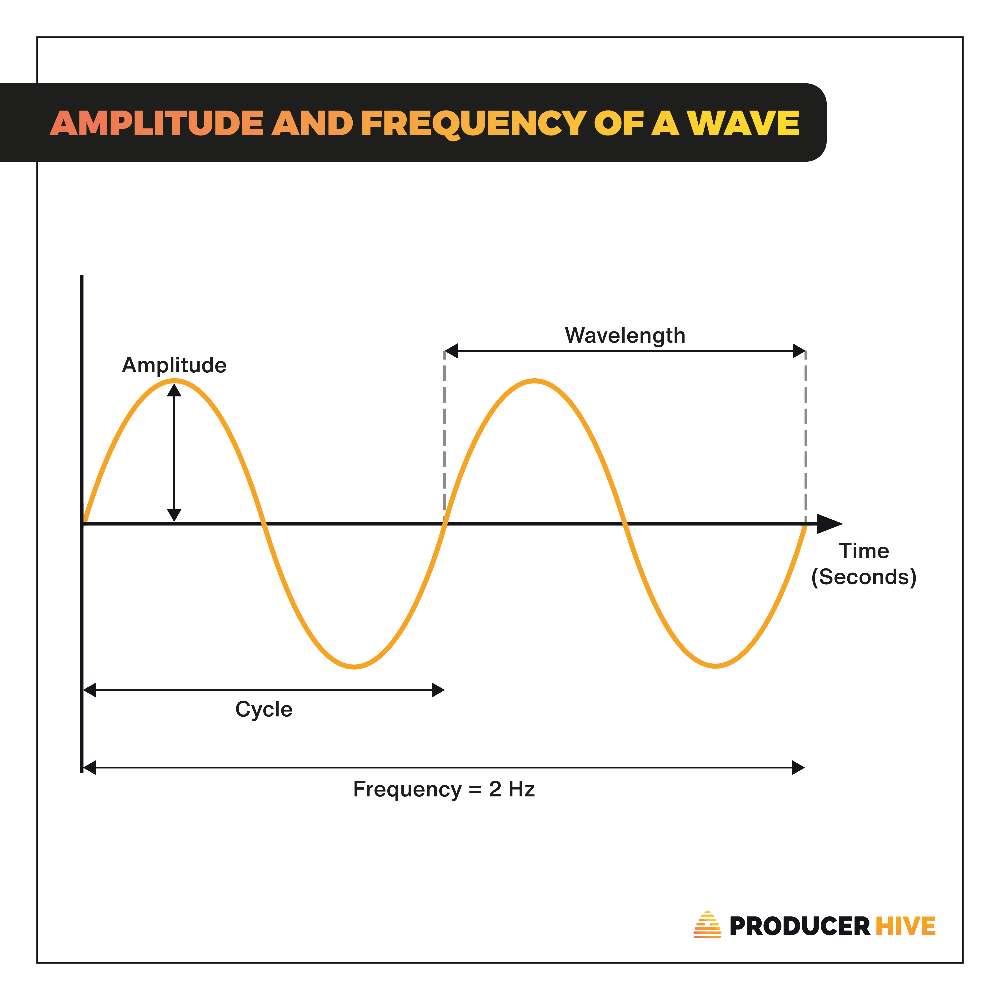 AMPLITUDE AND FREQUENCY OF A WAVE
Wavelength
Amplitude
Time
(Seconds)
Cycle
Frequency = 2 Hz
PRODUCER HIVE